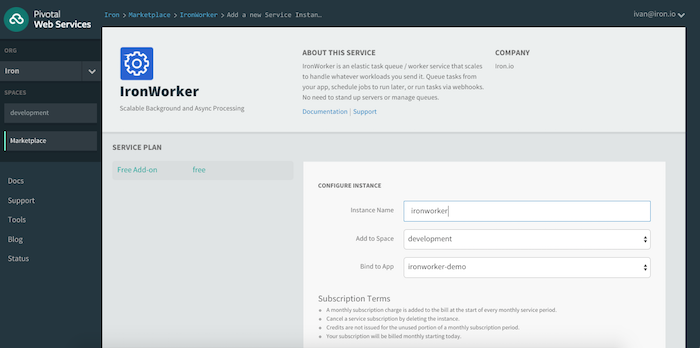 Pivotal
Web Services
Iron > Marketplace > IronWorker > Add a new Service Instan…
ivan@iron.io
ORG
Iron
SPACES
development
Marketplace
Docs
Support
Tools
Blog
Status
IronWorker
Scalable Background and Async Processing
ABOUT THIS SERVICE
IronWorker is an elastic task queue / worker service that scales
to handle whatever workloads you send it. Queue tasks from
your app, schedule jobs to run later, or run tasks via webhooks.
No need to stand up servers or manage queues.
Documentation | Support
COMPANY
Iron.io
SERVICE PLAN
Free Add-on free
CONFIGURE INSTANCE
Instance Name ironworker
Add to Space development
Bind to App ironworker-demo
Subscription Terms
A monthly subscription charge is added to the bill at the start of every monthly service period.
Cancel a service subscription by deleting the instance.
Credits are not issued for the unused portion of a monthly subscription period.
Your subscription will be billed monthly starting today.